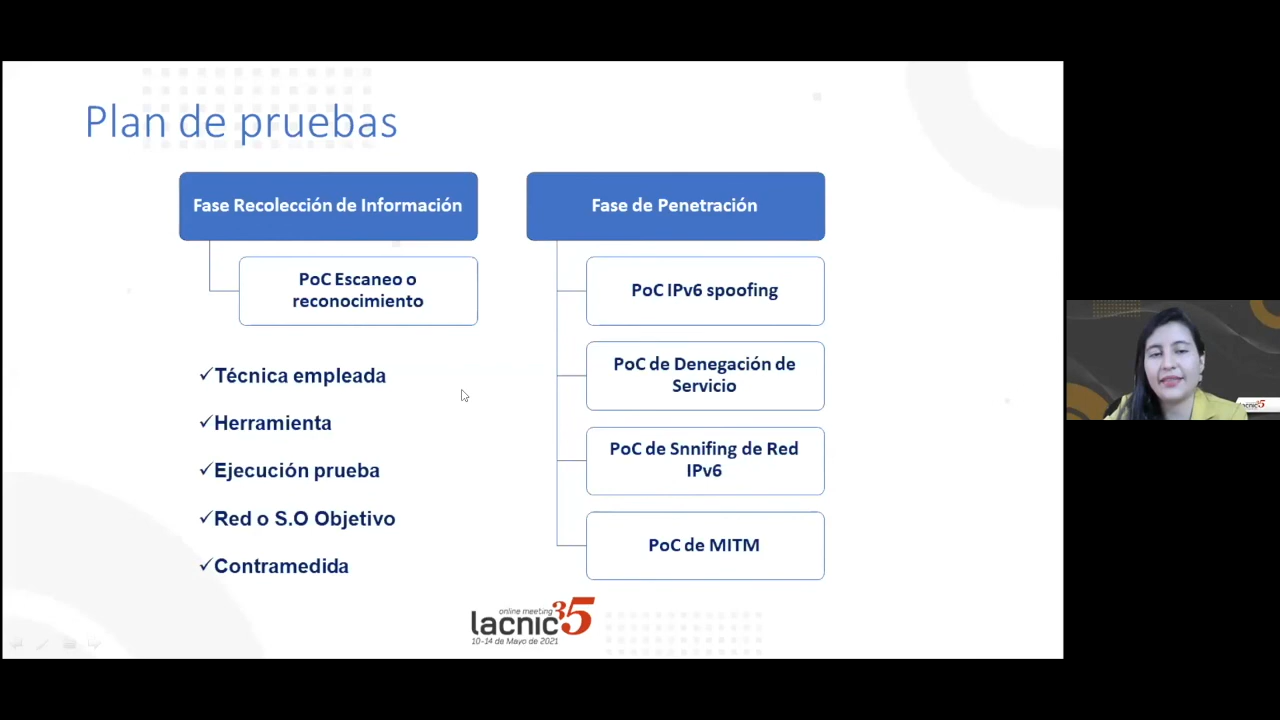 Plan de pruebas
Fase Recolección de Información
PoC Escaneo o
reconocimiento
✓Técnica empleada
✓Herramienta
✓Ejecución prueba
✓Red o S.O Objetivo
✓Contramedida
Fase de Penetración
PoC IPv6 spoofing
PoC de Denegación de
Servicio
PoC de Snnifing de Red
IPv6
PoC de MITM
online meeting
lacnic35
10-14 de Mayo de 2021
lacnic35